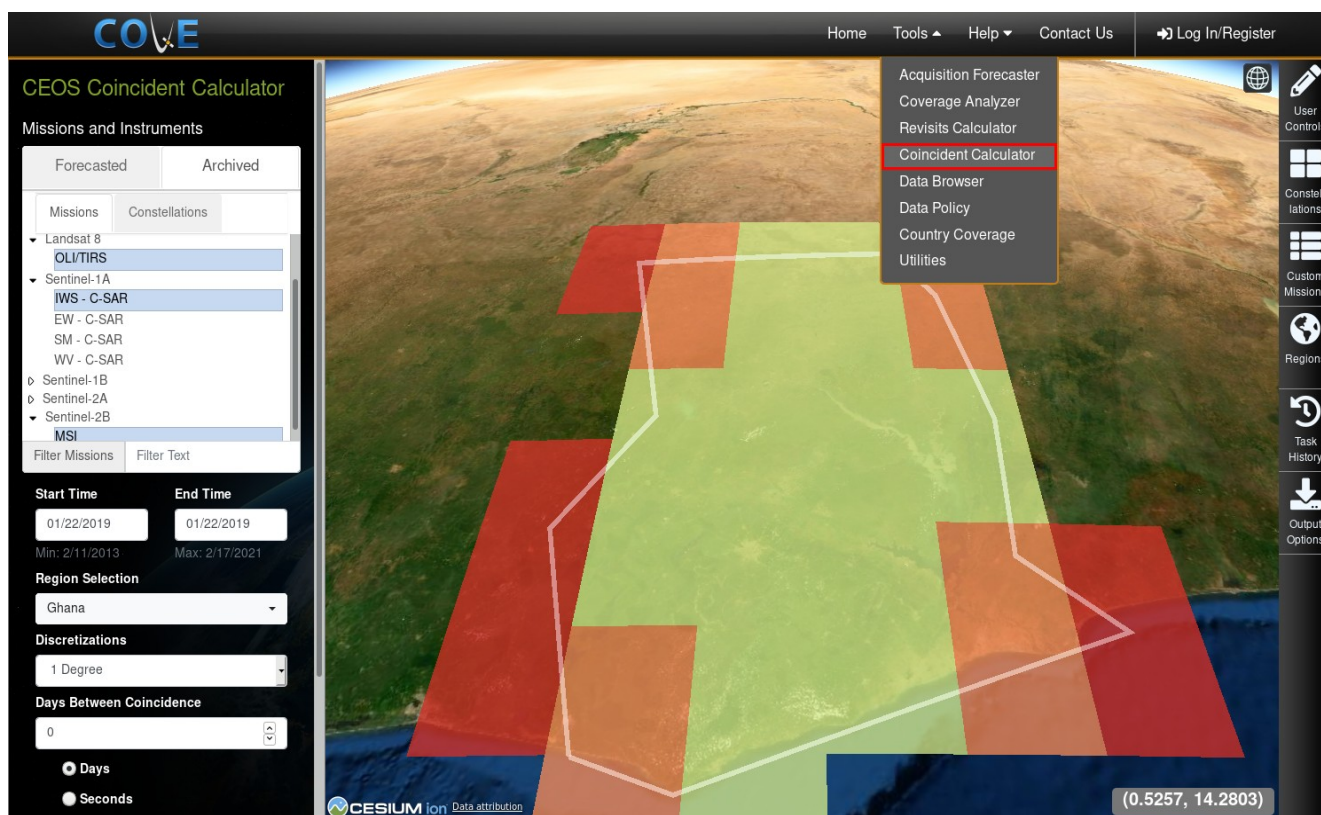 COVE
Home Tools Help Contact Us Log In/Register
CEOS Coincident Calculator
Missions and Instruments
Forecasted Archived
Missions Constellations
Landsat 8
OLI/TIRS
Sentinel-1A
IWS - C-SAR
EW - C-SAR
SM - C-SAR
WV - C-SAR
Sentinel-1B
Sentinel-2A
Sentinel-2B
MSI
Filter Missions Filter Text
Start Time End Time
01/22/2019 01/22/2019
Min: 2/11/2013 Max: 2/17/2021
Region Selection
Ghana
Discretizations
1 Degree
Days Between Coincidence
0
Days
Seconds
Acquisition Forecaster
Coverage Analyzer
Revisits Calculator
Coincident Calculator
Data Browser
Data Policy
Country Coverage
Utilities
User
Control
Constel
lations
Custom
Mission
Region
Task
History
Output
Options
CESIUM ion Data attribution
(0.5257, 14.2803)